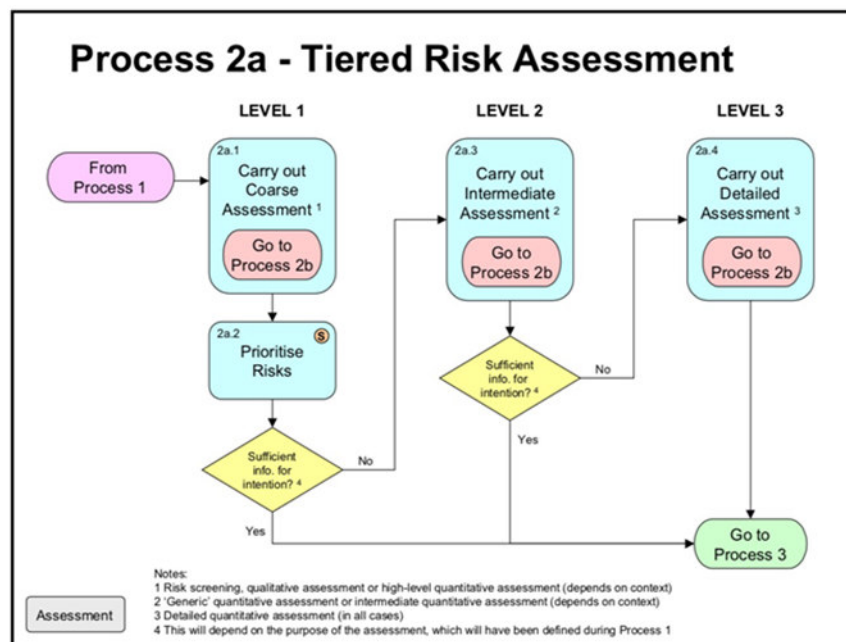 Process 2a - Tiered Risk Assessment
LEVEL 1
LEVEL 2
LEVEL 3
From
Process 1
2a.1
Carry out
Coarse
Assessment 1
Go to
Process 2b
2a.2
S
Prioritise
Risks
Sufficient
info. for
intention? 4
No
Yes
2a.3
Carry out
Intermediate
Assessment 2
Go to
Process 2b
Sufficient
info. for
intention? 4
No
Yes
2a.4
Carry out
Detailed
Assessment 3
Go to
Process 2b
Go to
Process 3
Notes:
1 Risk screening, qualitative assessment or high-level quantitative assessment (depends on context)
2 'Generic' quantitative assessment or intermediate quantitative assessment (depends on context)
3 Detailed quantitative assessment (in all cases)
4 This will depend on the purpose of the assessment, which will have been defined during Process 1
Assessment